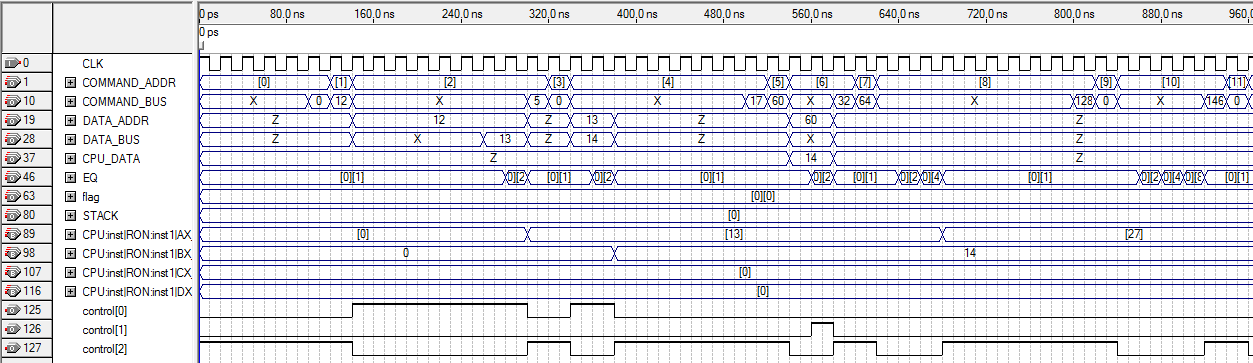 0 ps 80.0 ns 160.0 ns 240.0 ns 320.0 ns 400.0 ns 480.0 ns 560.0 ns 640.0 ns 720.0 ns 800.0 ns 880.0 ns 960.0
0 ps
0 CLK
1 COMMAND_ADDR [0] [1] [2] [3] [4] [5] [6] [7] [8] [9] [10] [11]
10 COMMAND_BUS X 0 12 X 5 0 X 17 60 X 32 64 X 128 0 X 146 0
19 DATA_ADDR Z 12 Z 13 Z 60 Z
28 DATA_BUS Z X 13 Z 14 Z X Z
37 CPU_DATA Z 14 Z
46 EQ [0][1] 0][2 [0][1] 0][2 [0][1] 0][2 [0][1] 0][2 0][4 [0][1] 0][2 0][4 0][8 [0][1]
63 flag [0][0]
80 STACK [0]
89 CPU:inst|RON:inst1|AX [0] [13] [27]
98 CPU:inst|RON:inst1|BX 0 14
107 CPU:inst|RON:inst1|CX [0]
116 CPU:inst|RON:inst1|DX [0]
125 control[0]
126 control[1]
127 control[2]